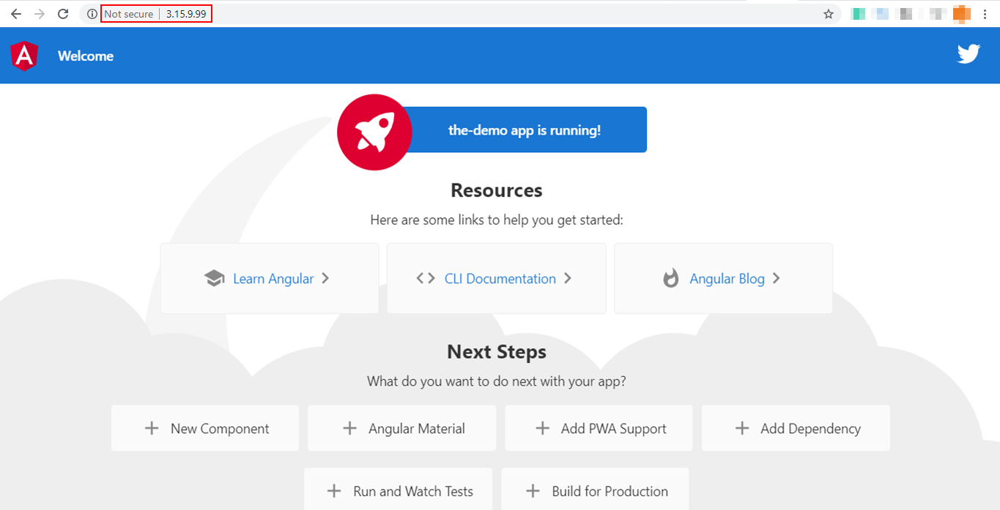 Not secure | 3.15.9.99
Welcome
the-demo app is running!
Resources
Here are some links to help you get started:
Learn Angular
CLI Documentation
Angular Blog
Next Steps
What do you want to do next with your app?
New Component
Angular Material
Add PWA Support
Add Dependency
Run and Watch Tests
Build for Production